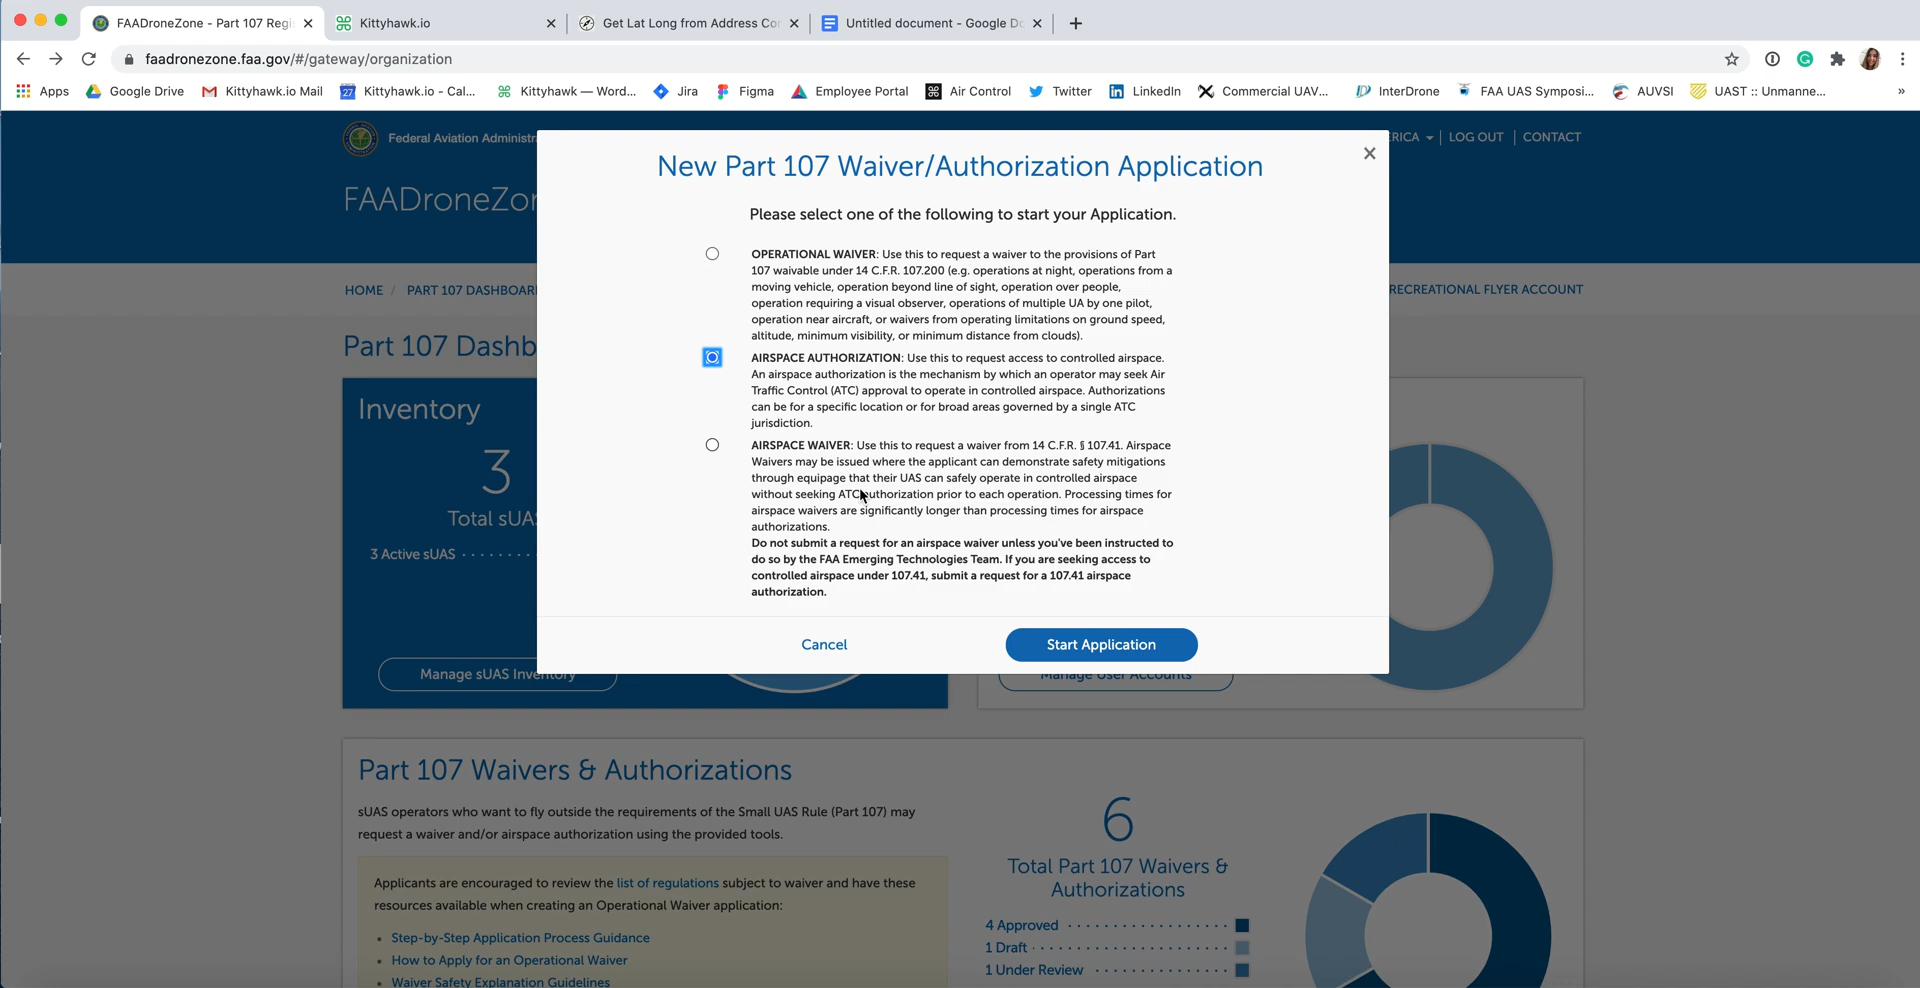 FAADroneZone - Part 107 Regi
Kittyhawk.io
Get Lat Long from Address Co
Untitled document - Google Do
faadronezone.faa.gov/#/gateway/organization
Apps
Google Drive
Kittyhawk.io Mail
27
Kittyhawk.io - Cal...
Kittyhawk — Word...
Jira
Figma
Employee Portal
Air Control
Twitter
LinkedIn
Commercial UAV...
InterDrone
FAA UAS Symposi...
AUVSI
UAST :: Unmanne...
»
Federal Aviation Administr
RICA
LOG OUT
CONTACT
FAADroneZon
HOME / PART 107 DASHBOAR
RECREATIONAL FLYER ACCOUNT
New Part 107 Waiver/Authorization Application
Please select one of the following to start your Application.
OPERATIONAL WAIVER: Use this to request a waiver to the provisions of Part
107 waivable under 14 C.F.R. 107.200 (e.g. operations at night, operations from a
moving vehicle, operation beyond line of sight, operation over people,
operation requiring a visual observer, operations of multiple UA by one pilot,
operation near aircraft, or waivers from operating limitations on ground speed,
altitude, minimum visibility, or minimum distance from clouds).
AIRSPACE AUTHORIZATION: Use this to request access to controlled airspace.
An airspace authorization is the mechanism by which an operator may seek Air
Traffic Control (ATC) approval to operate in controlled airspace. Authorizations
can be for a specific location or for broad areas governed by a single ATC
jurisdiction.
AIRSPACE WAIVER: Use this to request a waiver from 14 C.F.R. § 107.41. Airspace
Waivers may be issued where the applicant can demonstrate safety mitigations
through equipage that their UAS can safely operate in controlled airspace
without seeking ATC authorization prior to each operation. Processing times for
airspace waivers are significantly longer than processing times for airspace
authorizations.
Do not submit a request for an airspace waiver unless you've been instructed to
do so by the FAA Emerging Technologies Team. If you are seeking access to
controlled airspace under 107.41, submit a request for a 107.41 airspace
authorization.
Cancel
Start Application
Part 107 Dashb
Inventory
3
Total sUAS
3 Active sUAS
Manage sUAS Inventory
Manage User Accounts
Part 107 Waivers & Authorizations
sUAS operators who want to fly outside the requirements of the Small UAS Rule (Part 107) may
request a waiver and/or airspace authorization using the provided tools.
Applicants are encouraged to review the list of regulations subject to waiver and have these
resources available when creating an Operational Waiver application:
• Step-by-Step Application Process Guidance
• How to Apply for an Operational Waiver
• Waiver Safety Explanation Guidelines
6
Total Part 107 Waivers &
Authorizations
4 Approved
1 Draft
1 Under Review